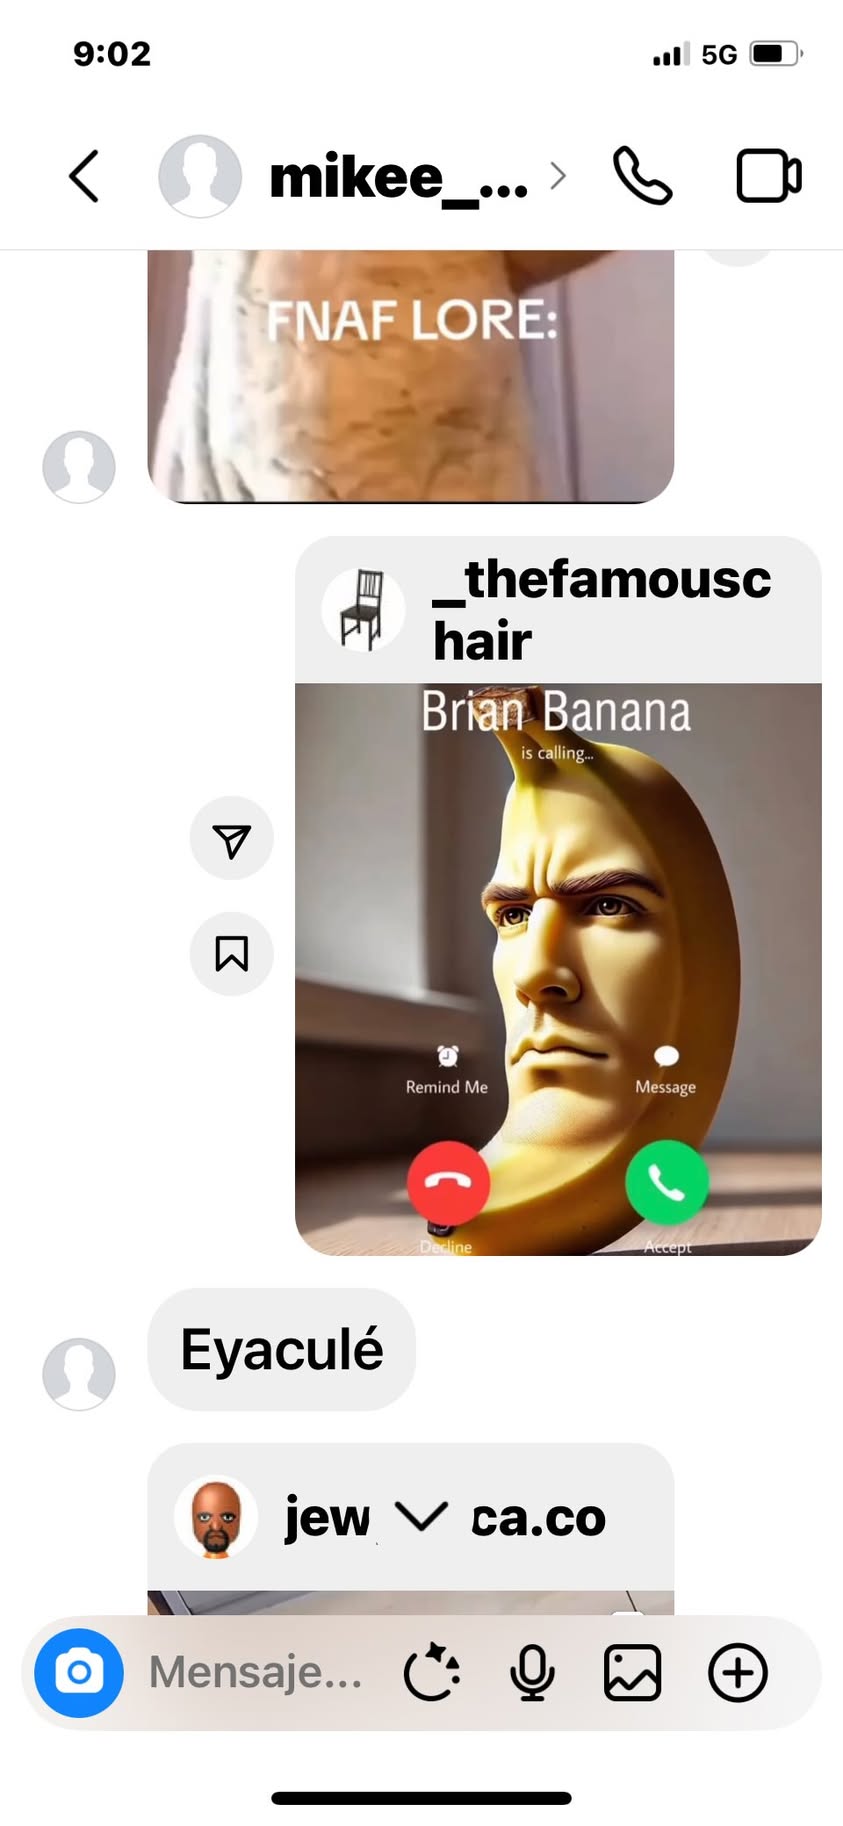 9:02
5G
mikee_...
FNAF LORE:
_thefamousc
hair
Brian Banana
is calling...
Remind Me
Message
Decline
Accept
Eyaculé
jew ca.co
Mensaje...